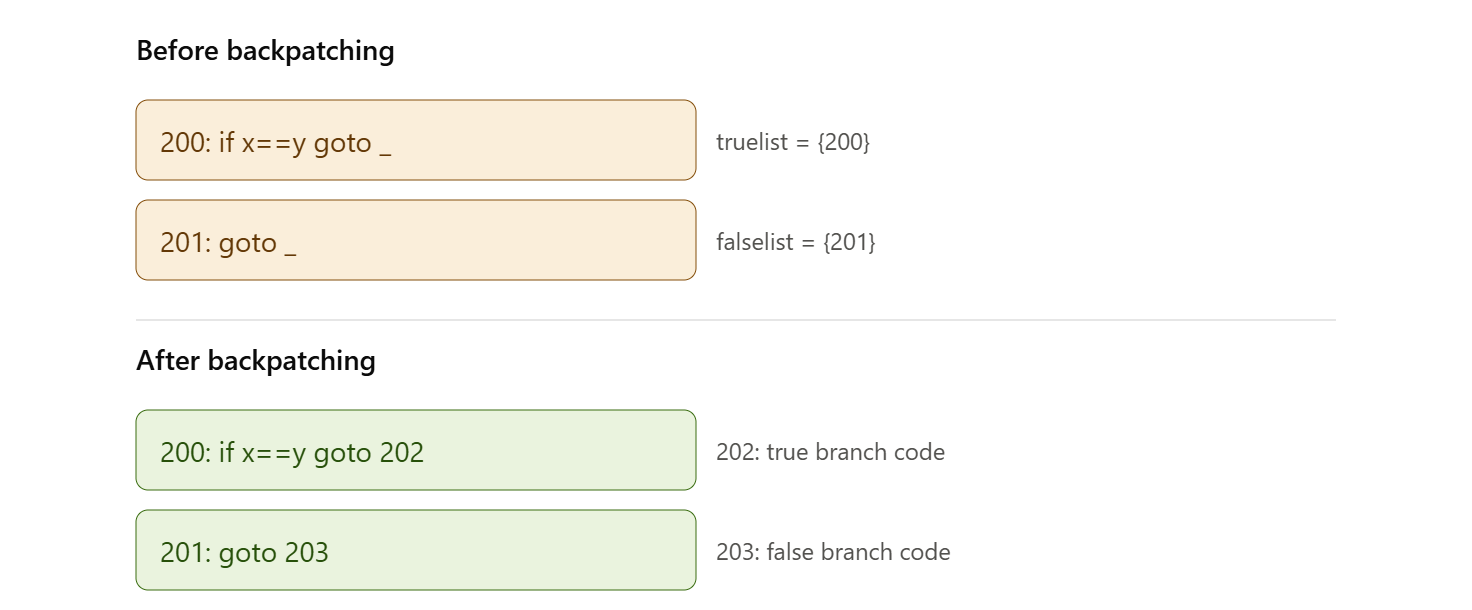 Before backpatching
200: if x==y goto _
truelist = {200}
201: goto _
falselist = {201}
After backpatching
200: if x==y goto 202
202: true branch code
201: goto 203
203: false branch code